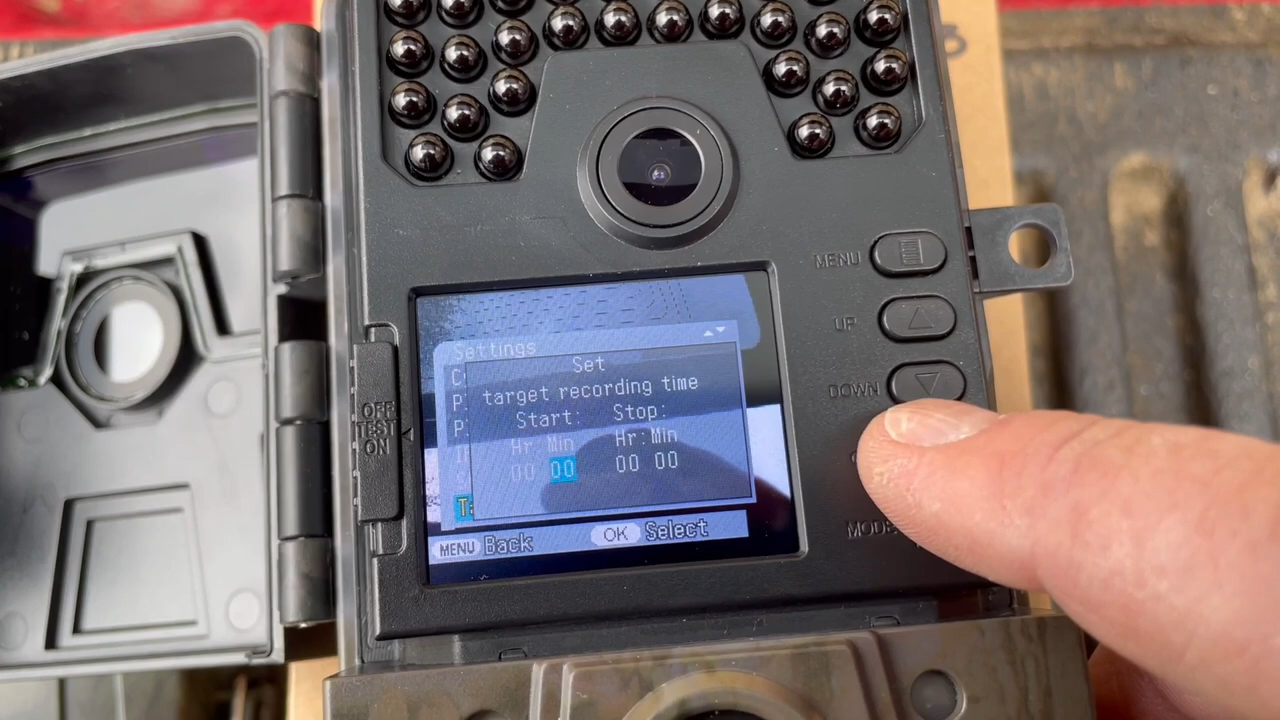 MENU
UP
DOWN
MODE
OFF
TEST
ON
Settings
Set
target recording time
Start: Stop:
Hr:Min Hr:Min
00 00 00 00
MENU Back OK Select